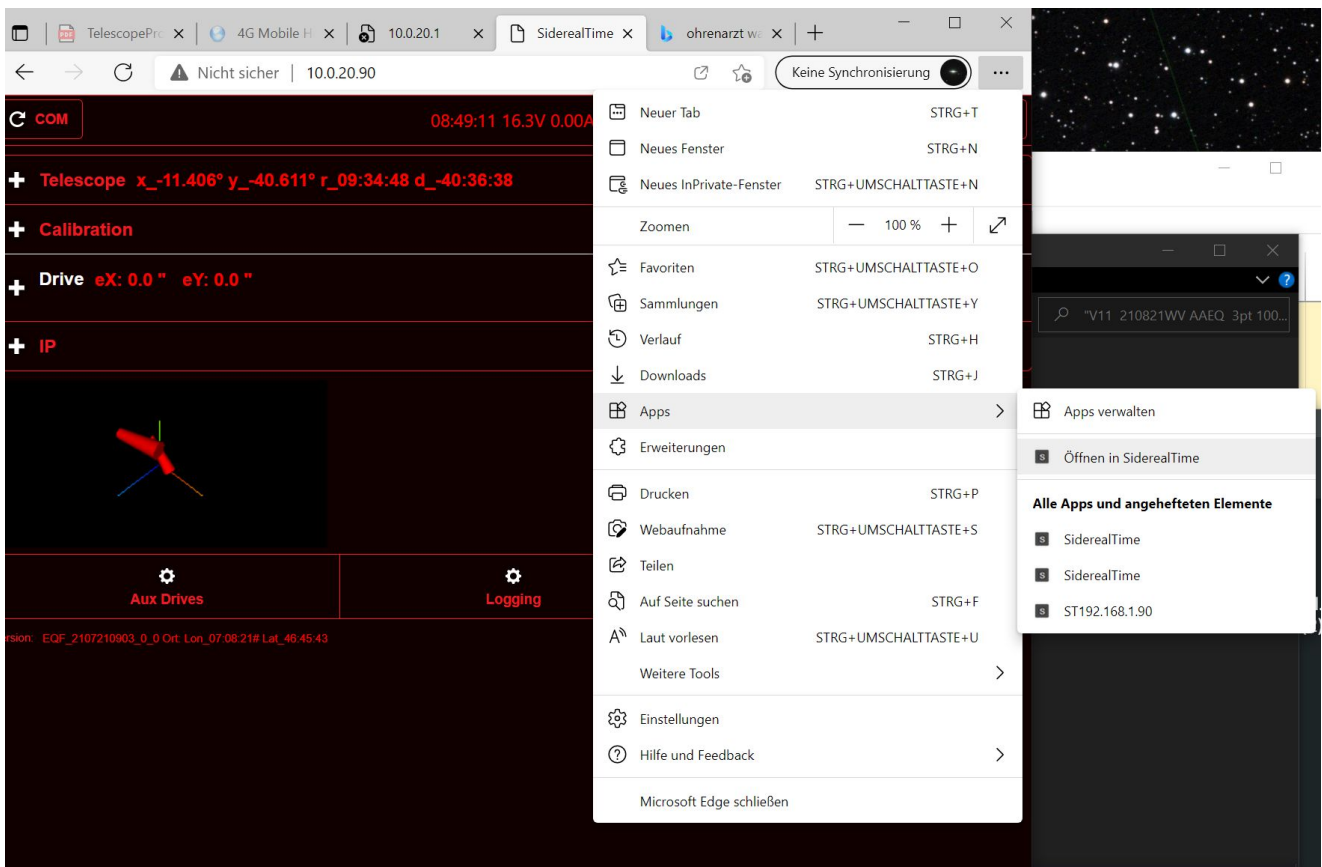 TelescopePro
4G Mobile H
10.0.20.1
SiderealTime
ohrenarzt wa
Nicht sicher | 10.0.20.90
Keine Synchronisierung
COM
08:49:11 16.3V 0.00A
Telescope x_-11.406° y_-40.611° r_09:34:48 d_-40:36:38
Calibration
Drive eX: 0.0 " eY: 0.0 "
IP
Aux Drives
Logging
EQF_2107210903_0_0 Ort: Lon_07:08:21# Lat_46:45:43
Neuer Tab STRG+T
Neues Fenster STRG+N
Neues InPrivate-Fenster STRG+UMSCHALTTASTE+N
Zoomen — 100 % +
Favoriten STRG+UMSCHALTTASTE+O
Sammlungen STRG+UMSCHALTTASTE+Y
Verlauf STRG+H
Downloads STRG+J
Apps
Erweiterungen
Drucken STRG+P
Webaufnahme STRG+UMSCHALTTASTE+S
Teilen
Auf Seite suchen STRG+F
Laut vorlesen STRG+UMSCHALTTASTE+U
Weitere Tools
Einstellungen
Hilfe und Feedback
Microsoft Edge schließen
"V11 210821WV AAEQ 3pt 100...
Apps verwalten
Öffnen in SiderealTime
Alle Apps und angehefteten Elemente
SiderealTime
SiderealTime
ST192.168.1.90